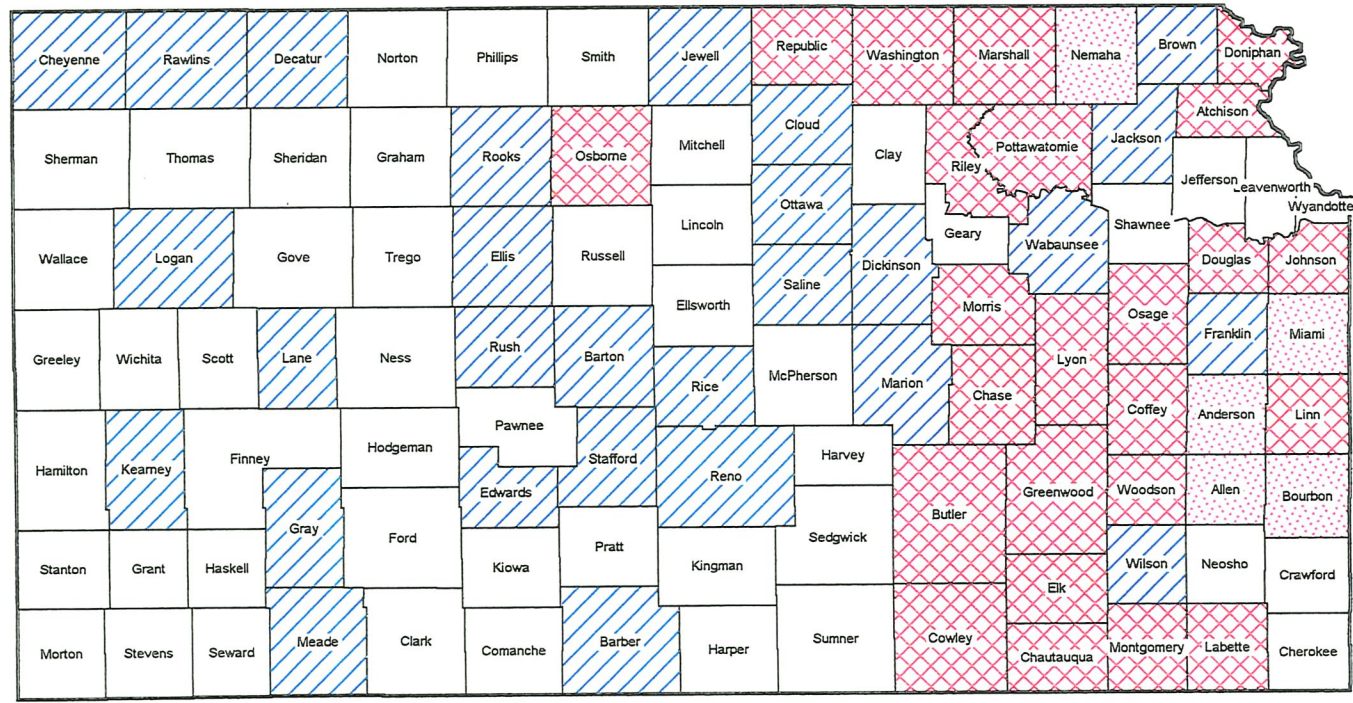 Cheyenne
Rawlins
Decatur
Norton
Phillips
Smith
Jewell
Republic
Washington
Marshall
Nemaha
Brown
Doniphan
Sherman
Thomas
Sheridan
Graham
Rooks
Osborne
Mitchell
Cloud
Clay
Riley
Pottawatomie
Jackson
Atchison
Jefferson
Leavenworth
Wyandotte
Wallace
Logan
Gove
Trego
Ellis
Russell
Lincoln
Ottawa
Saline
Dickinson
Geary
Wabaunsee
Shawnee
Douglas
Johnson
Ellsworth
Morris
Osage
Franklin
Miami
Greeley
Wichita
Scott
Lane
Ness
Rush
Barton
Rice
McPherson
Marion
Chase
Lyon
Coffey
Anderson
Linn
Hamilton
Kearney
Finney
Hodgeman
Pawnee
Edwards
Stafford
Reno
Harvey
Butler
Greenwood
Woodson
Allen
Bourbon
Gray
Ford
Stanton
Grant
Haskell
Kiowa
Pratt
Kingman
Sedgwick
Elk
Wilson
Neosho
Crawford
Morton
Stevens
Seward
Meade
Clark
Comanche
Barber
Harper
Sumner
Cowley
Chautauqua
Montgomery
Labette
Cherokee